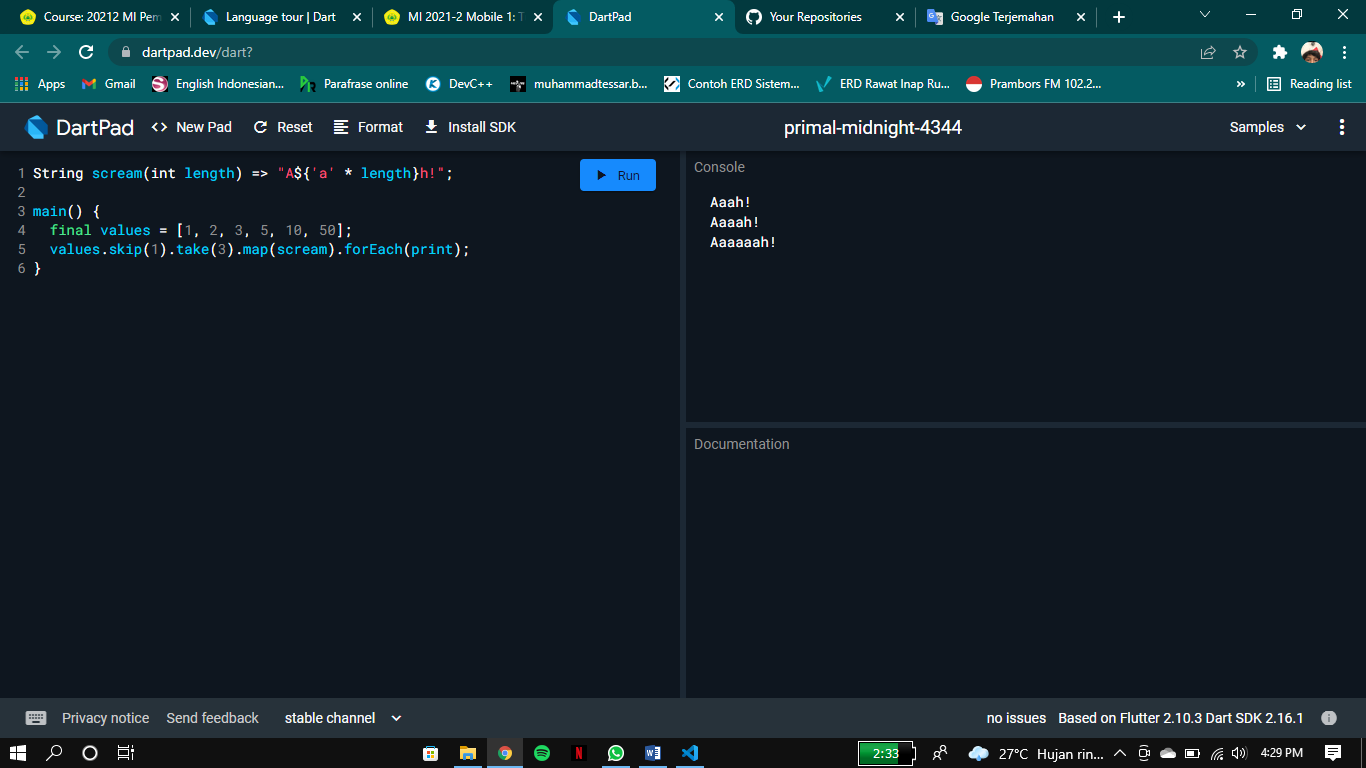 Course: 20212 MI Pem
Language tour | Dart
MI 2021-2 Mobile 1: T
DartPad
Your Repositories
Google Terjemahan
dartpad.dev/dart?
Apps
Gmail
English Indonesian...
Parafrase online
DevC++
muhammadtessar.b...
Contoh ERD Sistem...
ERD Rawat Inap Ru...
Prambors FM 102.2...
»
Reading list
DartPad
<> New Pad
Reset
Format
Install SDK
primal-midnight-4344
Samples
1 String scream(int length) => "A${'a' * length}h!";
2
3 main() {
4   final values = [1, 2, 3, 5, 10, 50];
5   values.skip(1).take(3).map(scream).forEach(print);
6 }
Run
Console
Aaah!
Aaaah!
Aaaaaah!
Documentation
Privacy notice
Send feedback
stable channel
no issues
Based on Flutter 2.10.3 Dart SDK 2.16.1
2:33
27°C Hujan rin...
4:29 PM